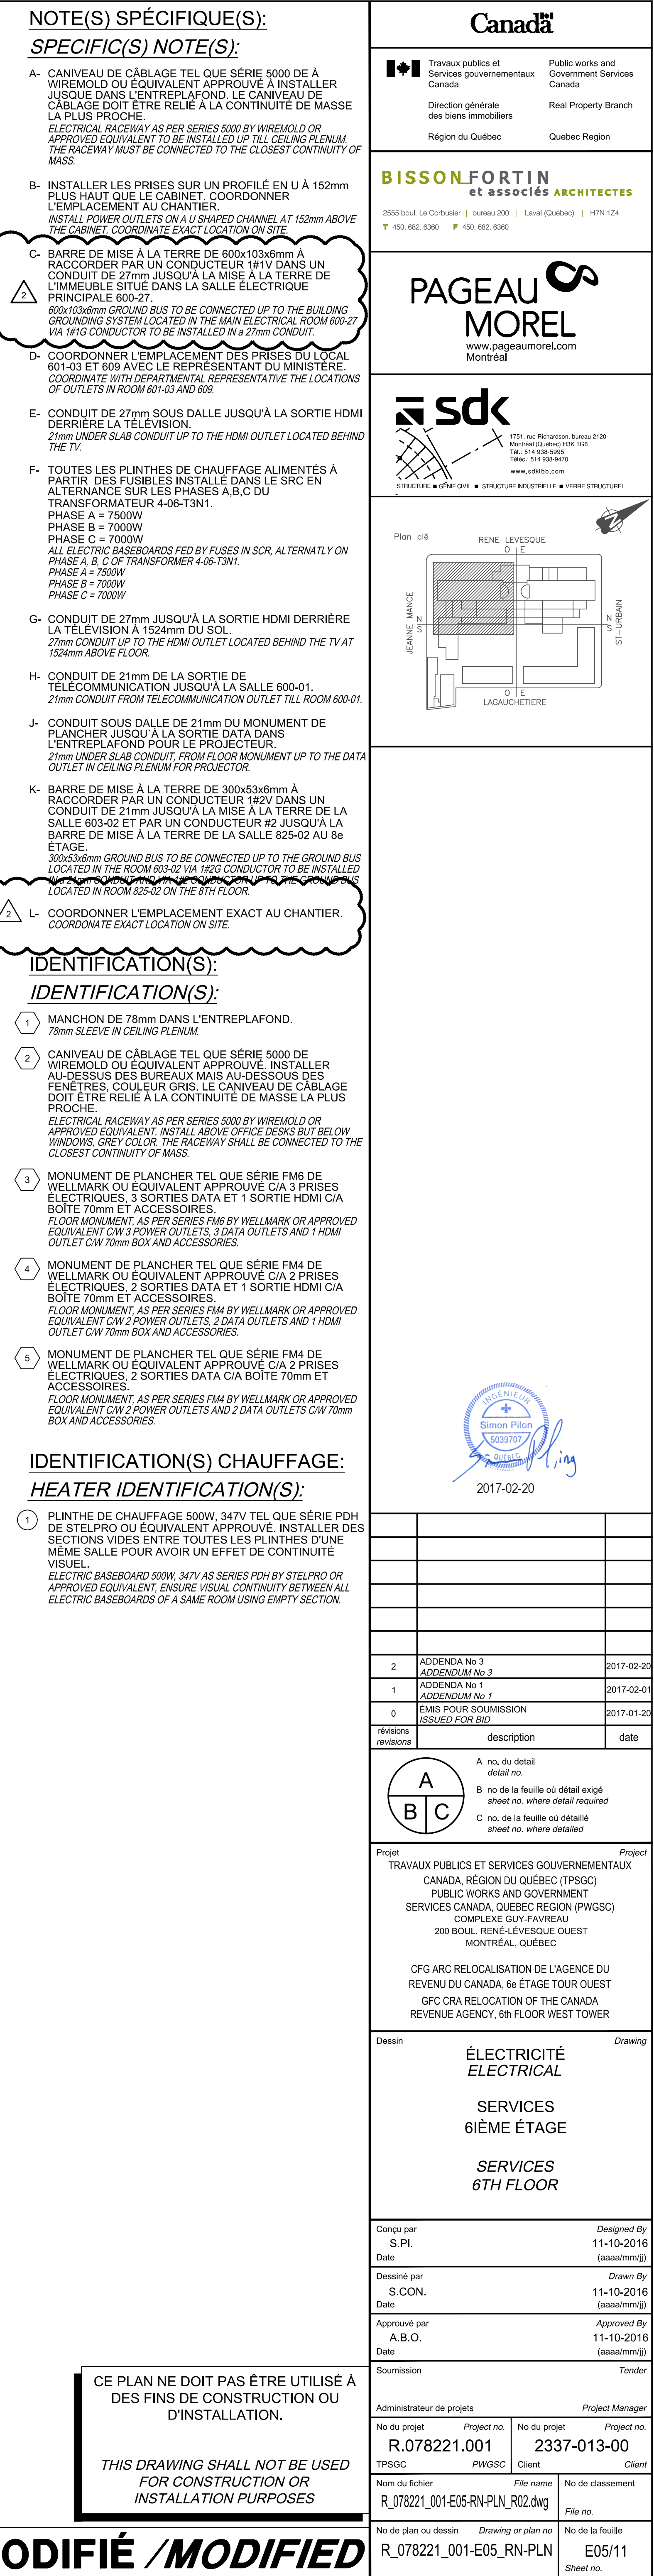 NOTE(S) SPÉCIFIQUE(S):
SPECIFIC(S) NOTE(S):
A- CANIVEAU DE CÂBLAGE TEL QUE SÉRIE 5000 DE À
WIREMOLD OU ÉQUIVALENT APPROUVÉ À INSTALLER
JUSQUE DANS L'ENTREPLAFOND. LE CANIVEAU DE
CÂBLAGE DOIT ÊTRE RELIÉ À LA CONTINUITÉ DE MASSE
LA PLUS PROCHE.
ELECTRICAL RACEWAY AS PER SERIES 5000 BY WIREMOLD OR
APPROVED EQUIVALENT TO BE INSTALLED UP TILL CEILING PLENUM.
THE RACEWAY MUST BE CONNECTED TO THE CLOSEST CONTINUITY OF
MASS.
B- INSTALLER LES PRISES SUR UN PROFILÉ EN U À 152mm
PLUS HAUT QUE LE CABINET. COORDONNER
L'EMPLACEMENT AU CHANTIER.
INSTALL POWER OUTLETS ON A U SHAPED CHANNEL AT 152mm ABOVE
THE CABINET. COORDINATE EXACT LOCATION ON SITE.
2
C- BARRE DE MISE À LA TERRE DE 600x103x6mm À
RACCORDER PAR UN CONDUCTEUR 1#1V DANS UN
CONDUIT DE 27mm JUSQU'À LA MISE À LA TERRE DE
L'IMMEUBLE SITUÉ DANS LA SALLE ÉLECTRIQUE
PRINCIPALE 600-27.
600x103x6mm GROUND BUS TO BE CONNECTED UP TO THE BUILDING
GROUNDING SYSTEM LOCATED IN THE MAIN ELECTRICAL ROOM 600-27
VIA 1#1G CONDUCTOR TO BE INSTALLED IN a 27mm CONDUIT.
D- COORDONNER L'EMPLACEMENT DES PRISES DU LOCAL
601-03 ET 609 AVEC LE REPRÉSENTANT DU MINISTÈRE.
COORDINATE WITH DEPARTMENTAL REPRESENTATIVE THE LOCATIONS
OF OUTLETS IN ROOM 601-03 AND 609.
E- CONDUIT DE 27mm SOUS DALLE JUSQU'À LA SORTIE HDMI
DERRIÈRE LA TÉLÉVISION.
21mm UNDER SLAB CONDUIT UP TO THE HDMI OUTLET LOCATED BEHIND
THE TV.
F- TOUTES LES PLINTHES DE CHAUFFAGE ALIMENTÉS À
PARTIR DES FUSIBLES INSTALLÉ DANS LE SRC EN
ALTERNANCE SUR LES PHASES A,B,C DU
TRANSFORMATEUR 4-06-T3N1.
PHASE A = 7500W
PHASE B = 7000W
PHASE C = 7000W
ALL ELECTRIC BASEBOARDS FED BY FUSES IN SCR, ALTERNATLY ON
PHASE A, B, C OF TRANSFORMER 4-06-T3N1.
PHASE A = 7500W
PHASE B = 7000W
PHASE C = 7000W
G- CONDUIT DE 27mm JUSQU'À LA SORTIE HDMI DERRIÈRE
LA TÉLÉVISION À 1524mm DU SOL.
27mm CONDUIT UP TO THE HDMI OUTLET LOCATED BEHIND THE TV AT
1524mm ABOVE FLOOR.
H- CONDUIT DE 21mm DE LA SORTIE DE
TÉLÉCOMMUNICATION JUSQU'À LA SALLE 600-01.
21mm CONDUIT FROM TELECOMMUNICATION OUTLET TILL ROOM 600-01.
J- CONDUIT SOUS DALLE DE 21mm DU MONUMENT DE
PLANCHER JUSQU`À LA SORTIE DATA DANS
L'ENTREPLAFOND POUR LE PROJECTEUR.
21mm UNDER SLAB CONDUIT, FROM FLOOR MONUMENT UP TO THE DATA
OUTLET IN CEILING PLENUM FOR PROJECTOR.
K- BARRE DE MISE À LA TERRE DE 300x53x6mm À
RACCORDER PAR UN CONDUCTEUR 1#2V DANS UN
CONDUIT DE 21mm JUSQU'À LA MISE À LA TERRE DE LA
SALLE 603-02 ET PAR UN CONDUCTEUR #2 JUSQU'À LA
BARRE DE MISE À LA TERRE DE LA SALLE 825-02 AU 8e
ÉTAGE.
300x53x6mm GROUND BUS TO BE CONNECTED UP TO THE GROUND BUS
LOCATED IN THE ROOM 603-02 VIA 1#2G CONDUCTOR TO BE INSTALLED
IN a 21mm CONDUIT AND VIA 1#2 CONDUCTOR UP TO THE GROUND BUS
LOCATED IN ROOM 825-02 ON THE 8TH FLOOR.
2
L- COORDONNER L'EMPLACEMENT EXACT AU CHANTIER.
COORDONATE EXACT LOCATION ON SITE.
IDENTIFICATION(S):
IDENTIFICATION(S):
1 MANCHON DE 78mm DANS L'ENTREPLAFOND.
78mm SLEEVE IN CEILING PLENUM.
2 CANIVEAU DE CÂBLAGE TEL QUE SÉRIE 5000 DE
WIREMOLD OU ÉQUIVALENT APPROUVÉ. INSTALLER
AU-DESSUS DES BUREAUX MAIS AU-DESSOUS DES
FENÊTRES, COULEUR GRIS. LE CANIVEAU DE CÂBLAGE
DOIT ÊTRE RELIÉ À LA CONTINUITÉ DE MASSE LA PLUS
PROCHE.
ELECTRICAL RACEWAY AS PER SERIES 5000 BY WIREMOLD OR
APPROVED EQUIVALENT. INSTALL ABOVE OFFICE DESKS BUT BELOW
WINDOWS, GREY COLOR. THE RACEWAY SHALL BE CONNECTED TO THE
CLOSEST CONTINUITY OF MASS.
3 MONUMENT DE PLANCHER TEL QUE SÉRIE FM6 DE
WELLMARK OU ÉQUIVALENT APPROUVÉ C/A 3 PRISES
ÉLECTRIQUES, 3 SORTIES DATA ET 1 SORTIE HDMI C/A
BOÎTE 70mm ET ACCESSOIRES.
FLOOR MONUMENT, AS PER SERIES FM6 BY WELLMARK OR APPROVED
EQUIVALENT C/W 3 POWER OUTLETS, 3 DATA OUTLETS AND 1 HDMI
OUTLET C/W 70mm BOX AND ACCESSORIES.
4 MONUMENT DE PLANCHER TEL QUE SÉRIE FM4 DE
WELLMARK OU ÉQUIVALENT APPROUVÉ C/A 2 PRISES
ÉLECTRIQUES, 2 SORTIES DATA ET 1 SORTIE HDMI C/A
BOÎTE 70mm ET ACCESSOIRES.
FLOOR MONUMENT, AS PER SERIES FM4 BY WELLMARK OR APPROVED
EQUIVALENT C/W 2 POWER OUTLETS, 2 DATA OUTLETS AND 1 HDMI
OUTLET C/W 70mm BOX AND ACCESSORIES.
5 MONUMENT DE PLANCHER TEL QUE SÉRIE FM4 DE
WELLMARK OU ÉQUIVALENT APPROUVÉ C/A 2 PRISES
ÉLECTRIQUES, 2 SORTIES DATA C/A BOÎTE 70mm ET
ACCESSOIRES.
FLOOR MONUMENT, AS PER SERIES FM4 BY WELLMARK OR APPROVED
EQUIVALENT C/W 2 POWER OUTLETS AND 2 DATA OUTLETS C/W 70mm
BOX AND ACCESSORIES.
IDENTIFICATION(S) CHAUFFAGE:
HEATER IDENTIFICATION(S):
1 PLINTHE DE CHAUFFAGE 500W, 347V TEL QUE SÉRIE PDH
DE STELPRO OU ÉQUIVALENT APPROUVÉ. INSTALLER DES
SECTIONS VIDES ENTRE TOUTES LES PLINTHES D'UNE
MÊME SALLE POUR AVOIR UN EFFET DE CONTINUITÉ
VISUEL.
ELECTRIC BASEBOARD 500W, 347V AS SERIES PDH BY STELPRO OR
APPROVED EQUIVALENT, ENSURE VISUAL CONTINUITY BETWEEN ALL
ELECTRIC BASEBOARDS OF A SAME ROOM USING EMPTY SECTION.
CE PLAN NE DOIT PAS ÊTRE UTILISÉ À
DES FINS DE CONSTRUCTION OU
D'INSTALLATION.
THIS DRAWING SHALL NOT BE USED
FOR CONSTRUCTION OR
INSTALLATION PURPOSES
ODIFIÉ /MODIFIED
Canada
Travaux publics et Public works and
Services gouvernementaux Government Services
Canada Canada
Direction générale Real Property Branch
des biens immobiliers
Région du Québec Quebec Region
BISSON FORTIN
et associés ARCHITECTES
2555 boul. Le Corbusier | bureau 200 | Laval (Québec) | H7N 1Z4
T 450. 682. 6360 F 450. 682. 6360
PAGEAU
MOREL
www.pageaumorel.com
Montréal
sdk
1751, rue Richardson, bureau 2120
Montréal (Québec) H3K 1G6
Tél.: 514 938-5995
Téléc.: 514 938-9470
www.sdklbb.com
STRUCTURE ■ GÉNIE CIVIL ■ STRUCTURE INDUSTRIELLE ■ VERRE STRUCTUREL
Plan clé
RENE LEVESQUE
O E
JEANNE MANCE
N
S
N
S
ST-URBAIN
O E
LAGAUCHETIERE
INGÉNIEUR
Simon Pilon
5039707
QUÉBEC
, ing
2017-02-20
2 ADDENDA No 3 2017-02-20
ADDENDUM No 3
1 ADDENDA No 1 2017-02-01
ADDENDUM No 1
0 ÉMIS POUR SOUMISSION 2017-01-20
ISSUED FOR BID
révisions description date
revisions
A
B C
A no. du detail
detail no.
B no de la feuille où détail exigé
sheet no. where detail required
C no. de la feuille où détaillé
sheet no. where detailed
Projet Project
TRAVAUX PUBLICS ET SERVICES GOUVERNEMENTAUX
CANADA, RÉGION DU QUÉBEC (TPSGC)
PUBLIC WORKS AND GOVERNMENT
SERVICES CANADA, QUEBEC REGION (PWGSC)
COMPLEXE GUY-FAVREAU
200 BOUL. RENÉ-LÉVESQUE OUEST
MONTRÉAL, QUÉBEC
CFG ARC RELOCALISATION DE L'AGENCE DU
REVENU DU CANADA, 6e ÉTAGE TOUR OUEST
GFC CRA RELOCATION OF THE CANADA
REVENUE AGENCY, 6th FLOOR WEST TOWER
Dessin Drawing
ÉLECTRICITÉ
ELECTRICAL
SERVICES
6IÈME ÉTAGE
SERVICES
6TH FLOOR
Conçu par Designed By
S.PI. 11-10-2016
Date (aaaa/mm/jj)
Dessiné par Drawn By
S.CON. 11-10-2016
Date (aaaa/mm/jj)
Approuvé par Approved By
A.B.O. 11-10-2016
Date (aaaa/mm/jj)
Soumission Tender
Administrateur de projets Project Manager
No du projet Project no. No du projet Project no.
R.078221.001 2337-013-00
TPSGC PWGSC Client Client
Nom du fichier File name No de classement
R_078221_001-E05-RN-PLN_R02.dwg
File no.
No de plan ou dessin Drawing or plan no No de la feuille
R_078221_001-E05_RN-PLN E05/11
Sheet no.